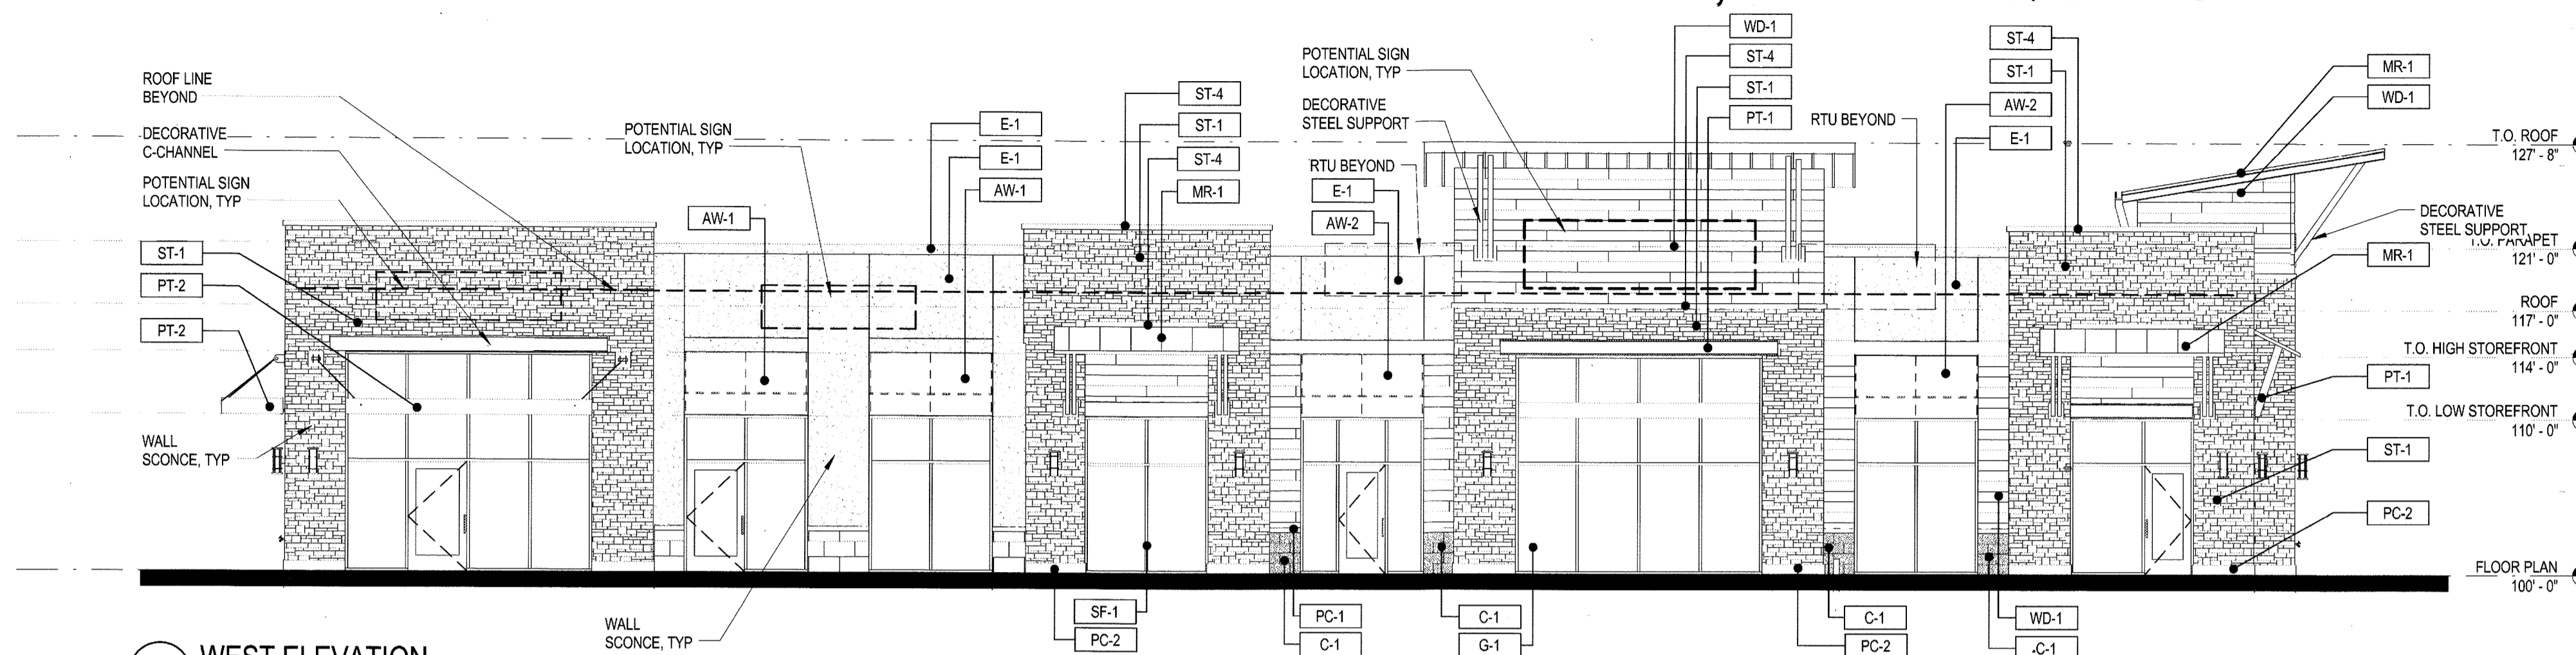 WD-1
ST-4
ST-1
PT-1
POTENTIAL SIGN
LOCATION, TYP
DECORATIVE
STEEL SUPPORT
RTU BEYOND
E-1
AW-2
ROOF LINE
BEYOND
DECORATIVE
C-CHANNEL
POTENTIAL SIGN
LOCATION, TYP
ST-1
PT-2
PT-2
WALL
SCONCE, TYP
POTENTIAL SIGN
LOCATION, TYP
AW-1
E-1
E-1
AW-1
ST-4
ST-1
ST-4
MR-1
RTU BEYOND
ST-4
ST-1
AW-2
E-1
MR-1
WD-1
DECORATIVE
STEEL SUPPORT
MR-1
PT-1
ST-1
PC-2
T.O. ROOF
127' - 8"
T.O. PARAPET
121' - 0"
ROOF
117' - 0"
T.O. HIGH STOREFRONT
114' - 0"
T.O. LOW STOREFRONT
110' - 0"
FLOOR PLAN
100' - 0"
WALL
SCONCE, TYP
SF-1
PC-2
PC-1
C-1
C-1
G-1
C-1
PC-2
WD-1
C-1
WEST ELEVATION